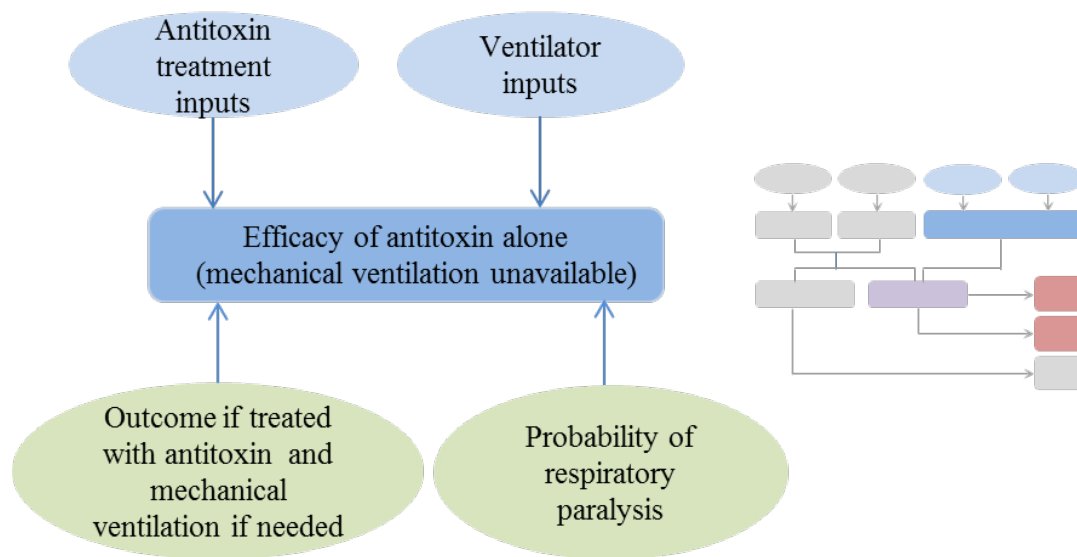 Antitoxin
treatment
inputs
Ventilator
inputs
Efficacy of antitoxin alone
(mechanical ventilation unavailable)
Outcome if treated
with antitoxin and
mechanical
ventilation if needed
Probability of
respiratory
paralysis